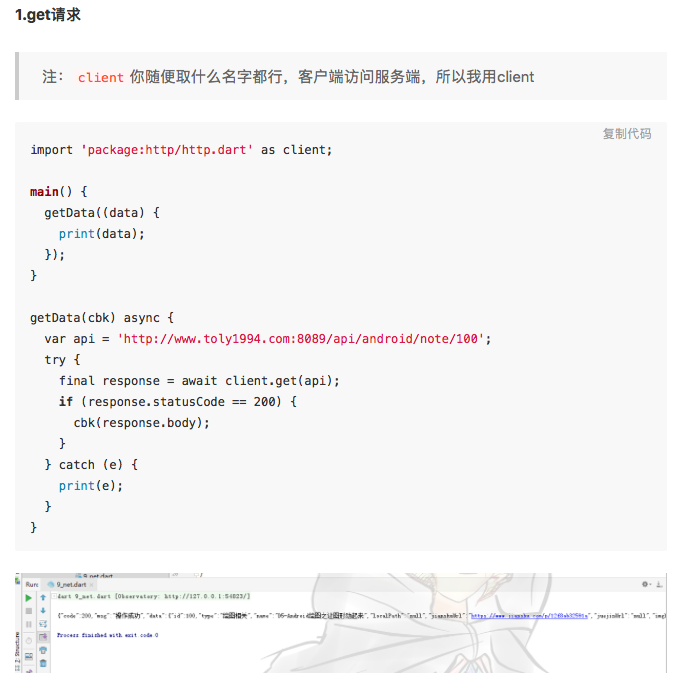 1.get请求
注： client 你随便取什么名字都行，客户端访问服务端，所以我用client
复制代码
import 'package:http/http.dart' as client;
main() {
getData((data) {
print(data);
});
}
getData(cbk) async {
var api = 'http://www.toly1994.com:8089/api/android/note/100';
try {
final response = await client.get(api);
if (response.statusCode == 200) {
cbk(response.body);
}
} catch (e) {
print(e);
}
}
9_net.dart
Run: 9_net.dart
dart 9_net.dart [Observatory: http://127.0.0.1:54823/]
{"code":200,"msg":"操作成功","data":{"id":100,"type":"绘图相关","name":"D5-Android绘图之让图形动起来","localPath":"null","jianshuUrl":
"juejinUrl":"null","imgU
Process finished with exit code 0
Z: Structure